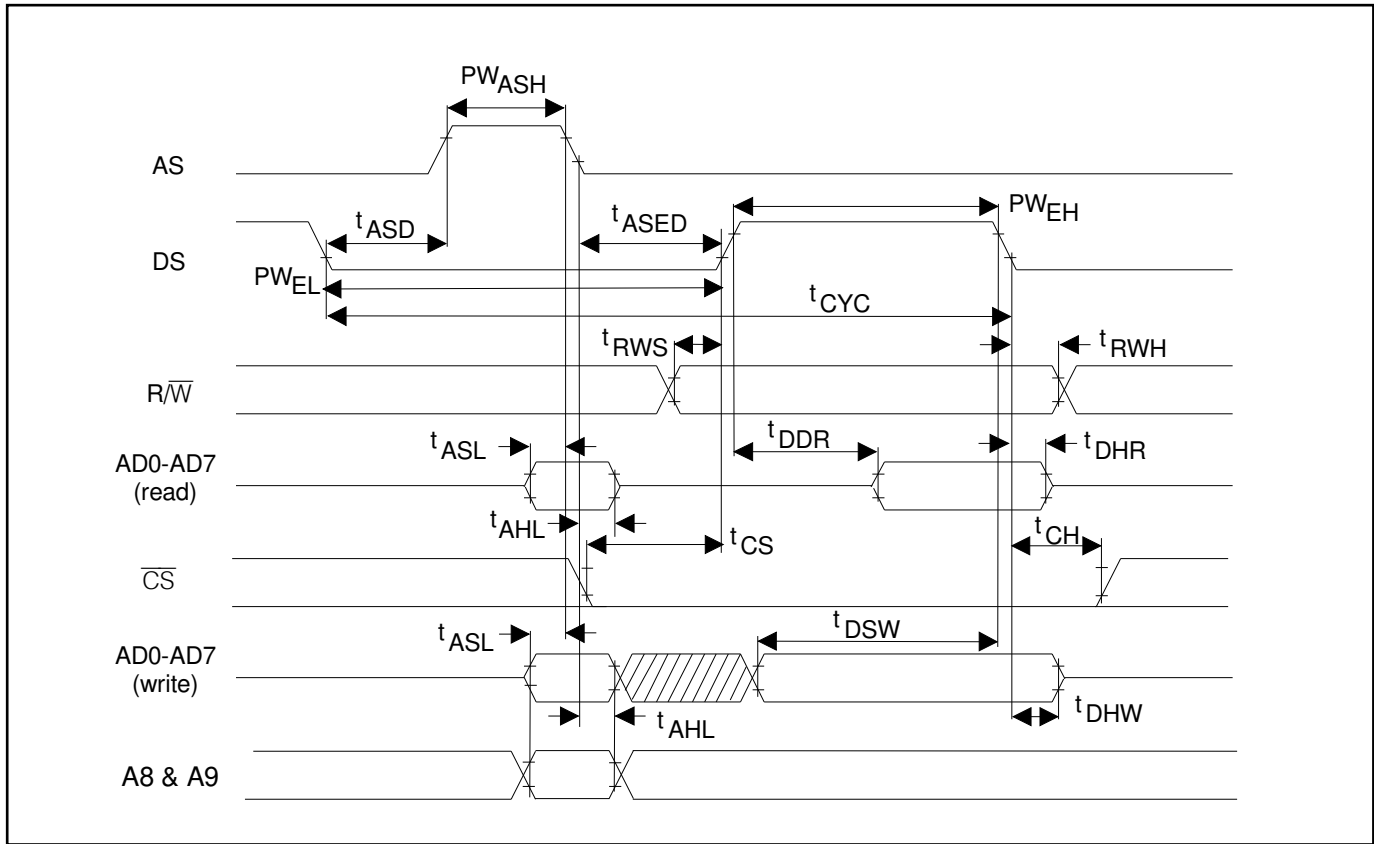 PWASH
AS
tASD
tASED
PWEH
DS
PWEL
tCYC
tRWS
tRWH
R/W̅
tASL
tDDR
tDHR
AD0-AD7
(read)
tAHL
tCS
tCH
C̅S̅
tASL
tDSW
AD0-AD7
(write)
tAHL
tDHW
A8 & A9